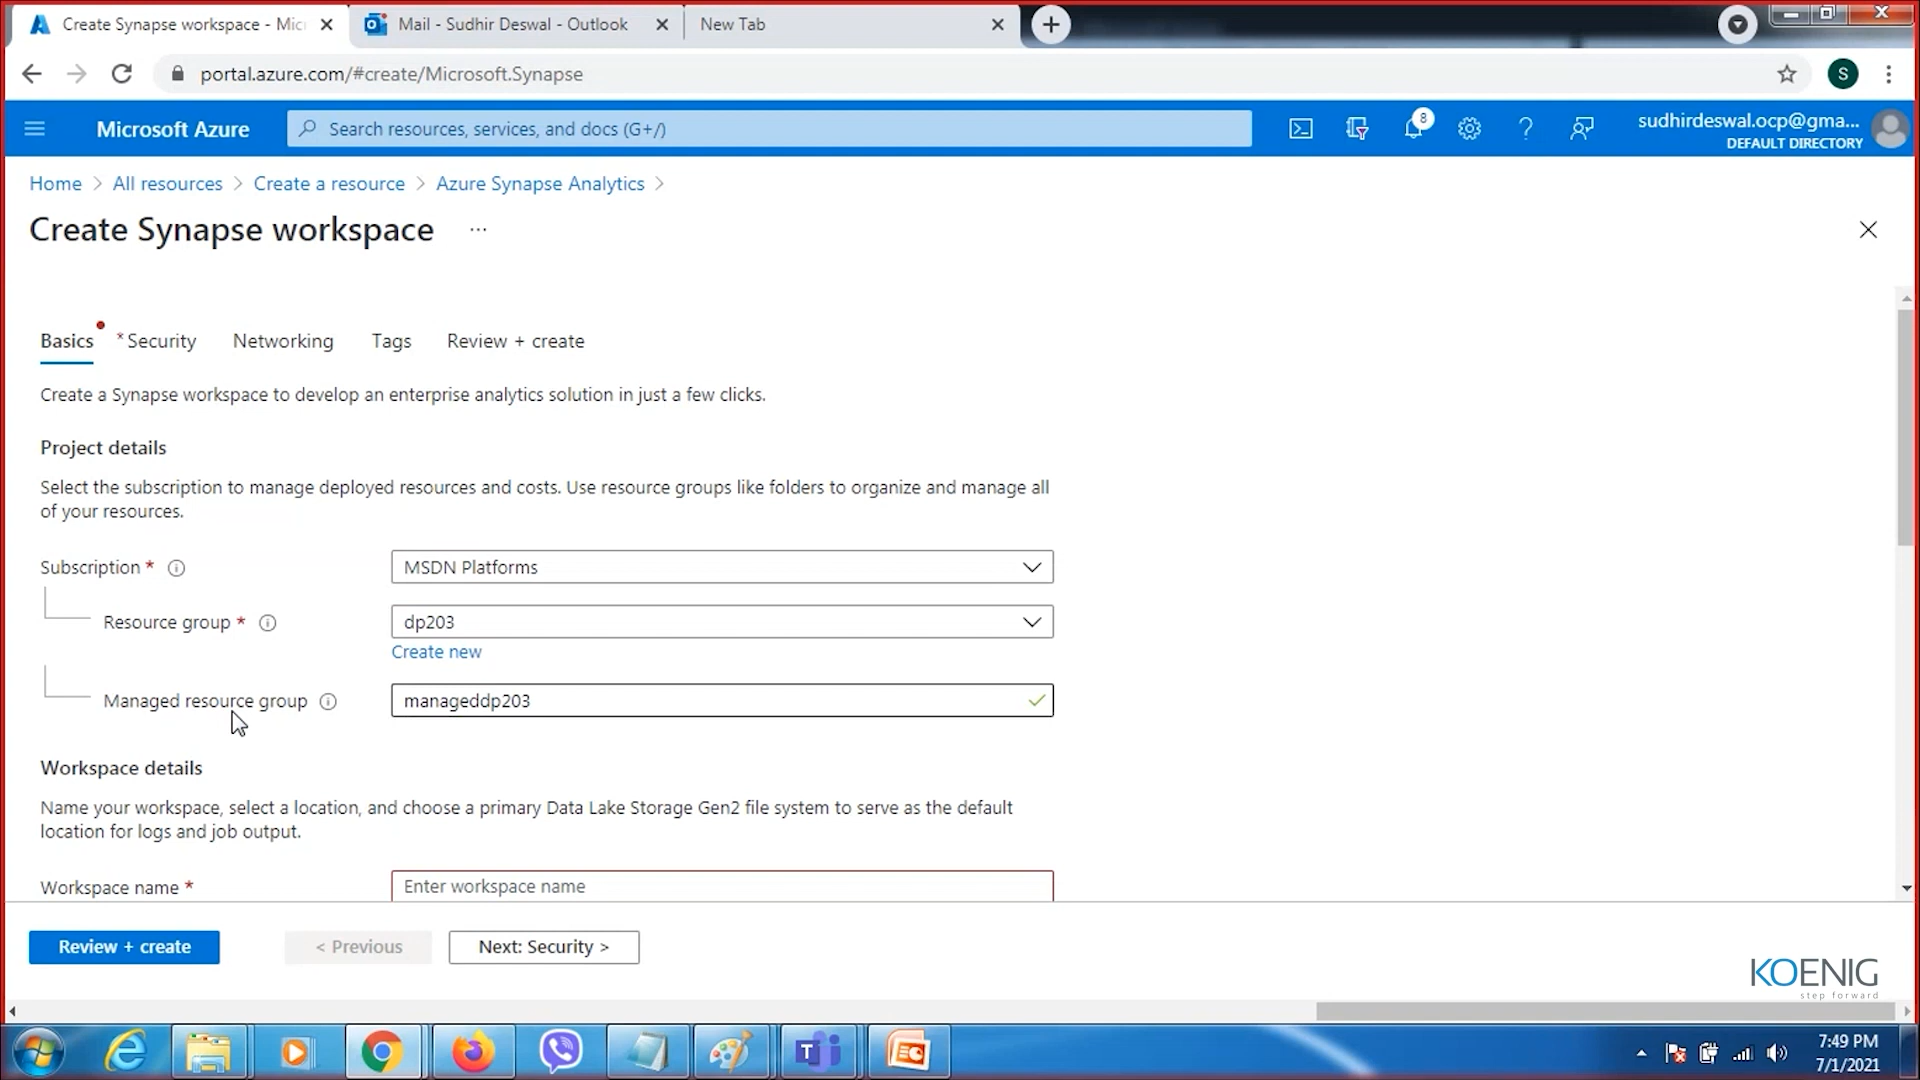 Create Synapse workspace - Mic
Mail - Sudhir Deswal - Outlook
New Tab
portal.azure.com/#create/Microsoft.Synapse
S
Microsoft Azure
Search resources, services, and docs (G+/)
8
sudhirdeswal.ocp@gma...
DEFAULT DIRECTORY
Home > All resources > Create a resource > Azure Synapse Analytics >
Create Synapse workspace ...
Basics * Security Networking Tags Review + create
Create a Synapse workspace to develop an enterprise analytics solution in just a few clicks.
Project details
Select the subscription to manage deployed resources and costs. Use resource groups like folders to organize and manage all
of your resources.
Subscription *
MSDN Platforms
Resource group *
dp203
Create new
Managed resource group
manageddp203
Workspace details
Name your workspace, select a location, and choose a primary Data Lake Storage Gen2 file system to serve as the default
location for logs and job output.
Workspace name *
Enter workspace name
Review + create
< Previous
Next: Security >
KOENIG
step forward
7:49 PM
7/1/2021